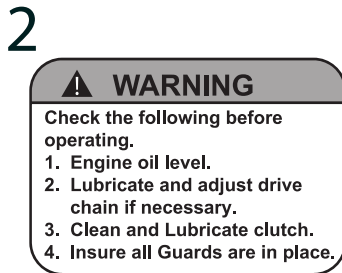 2
WARNING
Check the following before
operating.
1. Engine oil level.
2. Lubricate and adjust drive
chain if necessary.
3. Clean and Lubricate clutch.
4. Insure all Guards are in place.